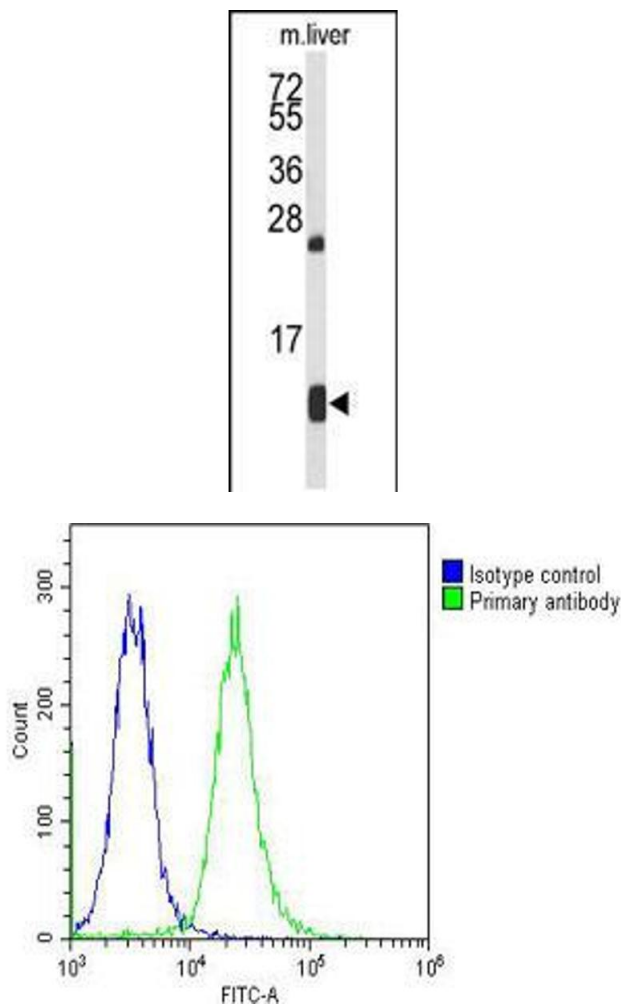 m.liver
72
55
36
28
17
300
200
100
0
Count
10³ 10⁴ 10⁵ 10⁶
FITC-A
Isotype control
Primary antibody